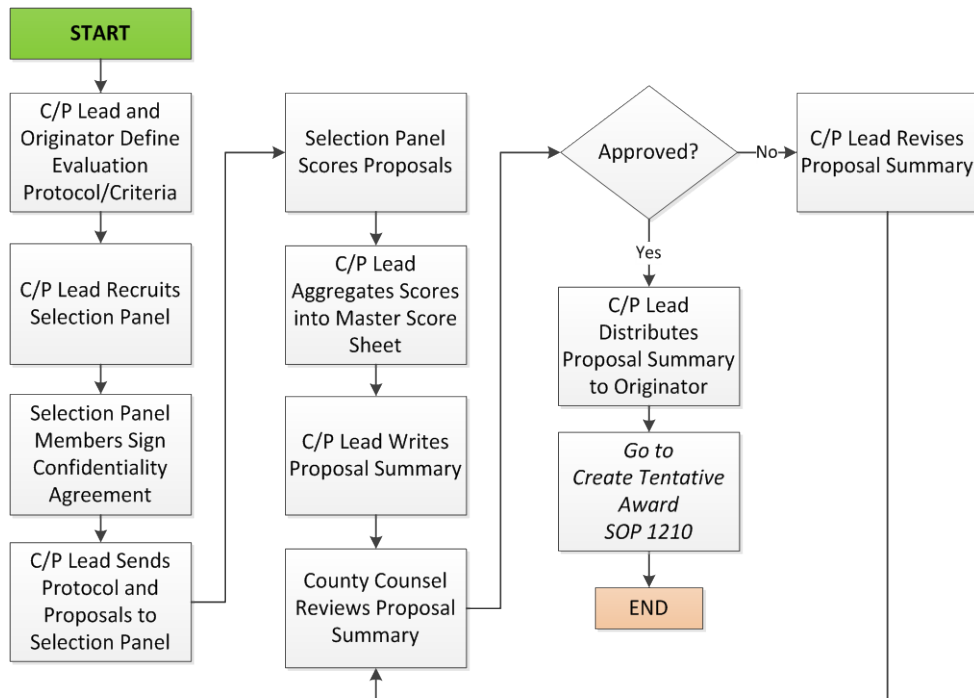 START
C/P Lead and
Originator Define
Evaluation
Protocol/Criteria
C/P Lead Recruits
Selection Panel
Selection Panel
Members Sign
Confidentiality
Agreement
C/P Lead Sends
Protocol and
Proposals to
Selection Panel
Selection Panel
Scores Proposals
C/P Lead
Aggregates Scores
into Master Score
Sheet
C/P Lead Writes
Proposal Summary
County Counsel
Reviews Proposal
Summary
Approved?
No
C/P Lead Revises
Proposal Summary
Yes
C/P Lead
Distributes
Proposal Summary
to Originator
Go to
Create Tentative
Award
SOP 1210
END